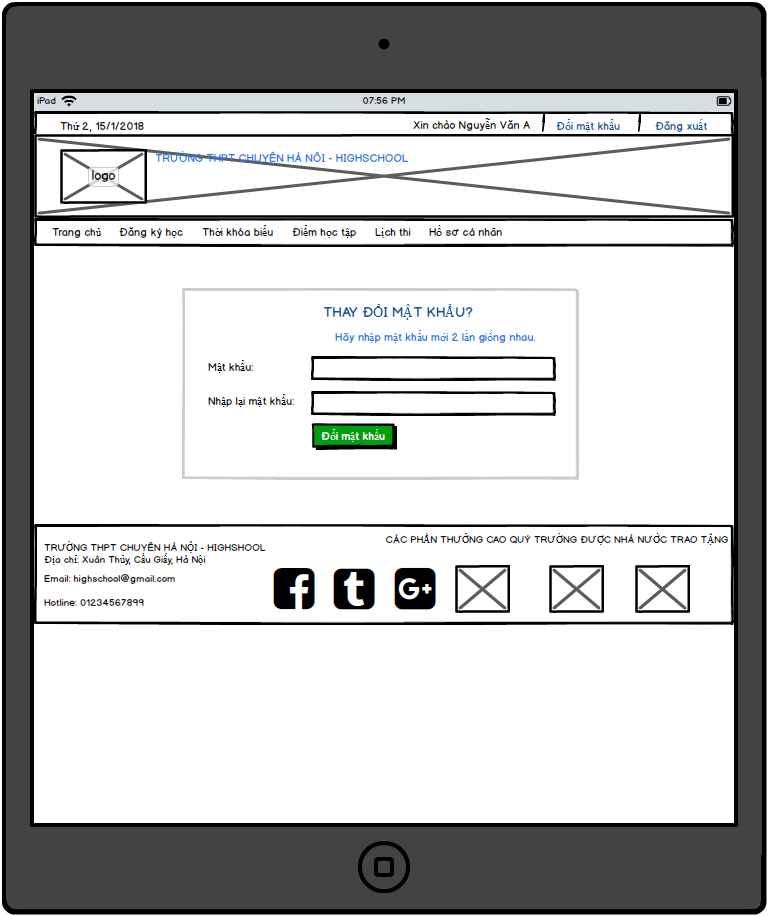 iPad 07:56 PM
Thứ 2, 15/1/2018 Xin chào Nguyễn Văn A Đổi mật khẩu Đăng xuất
TRƯỜNG THPT CHUYÊN HÀ NỘI - HIGHSCHOOL
logo
Trang chủ Đăng ký học Thời khóa biểu Điểm học tập Lịch thi Hồ sơ cá nhân
THAY ĐỔI MẬT KHẨU?
Hãy nhập mật khẩu mới 2 lần giống nhau.
Mật khẩu:
Nhập lại mật khẩu:
Đổi mật khẩu
CÁC PHẦN THƯỞNG CAO QUÝ TRƯỜNG ĐƯỢC NHÀ NƯỚC TRAO TẶNG
TRƯỜNG THPT CHUYÊN HÀ NỘI - HIGHSHOOL
Địa chỉ: Xuân Thủy, Cầu Giấy, Hà Nội
Email: highschool@gmail.com
Hotline: 01234567899
f t G+